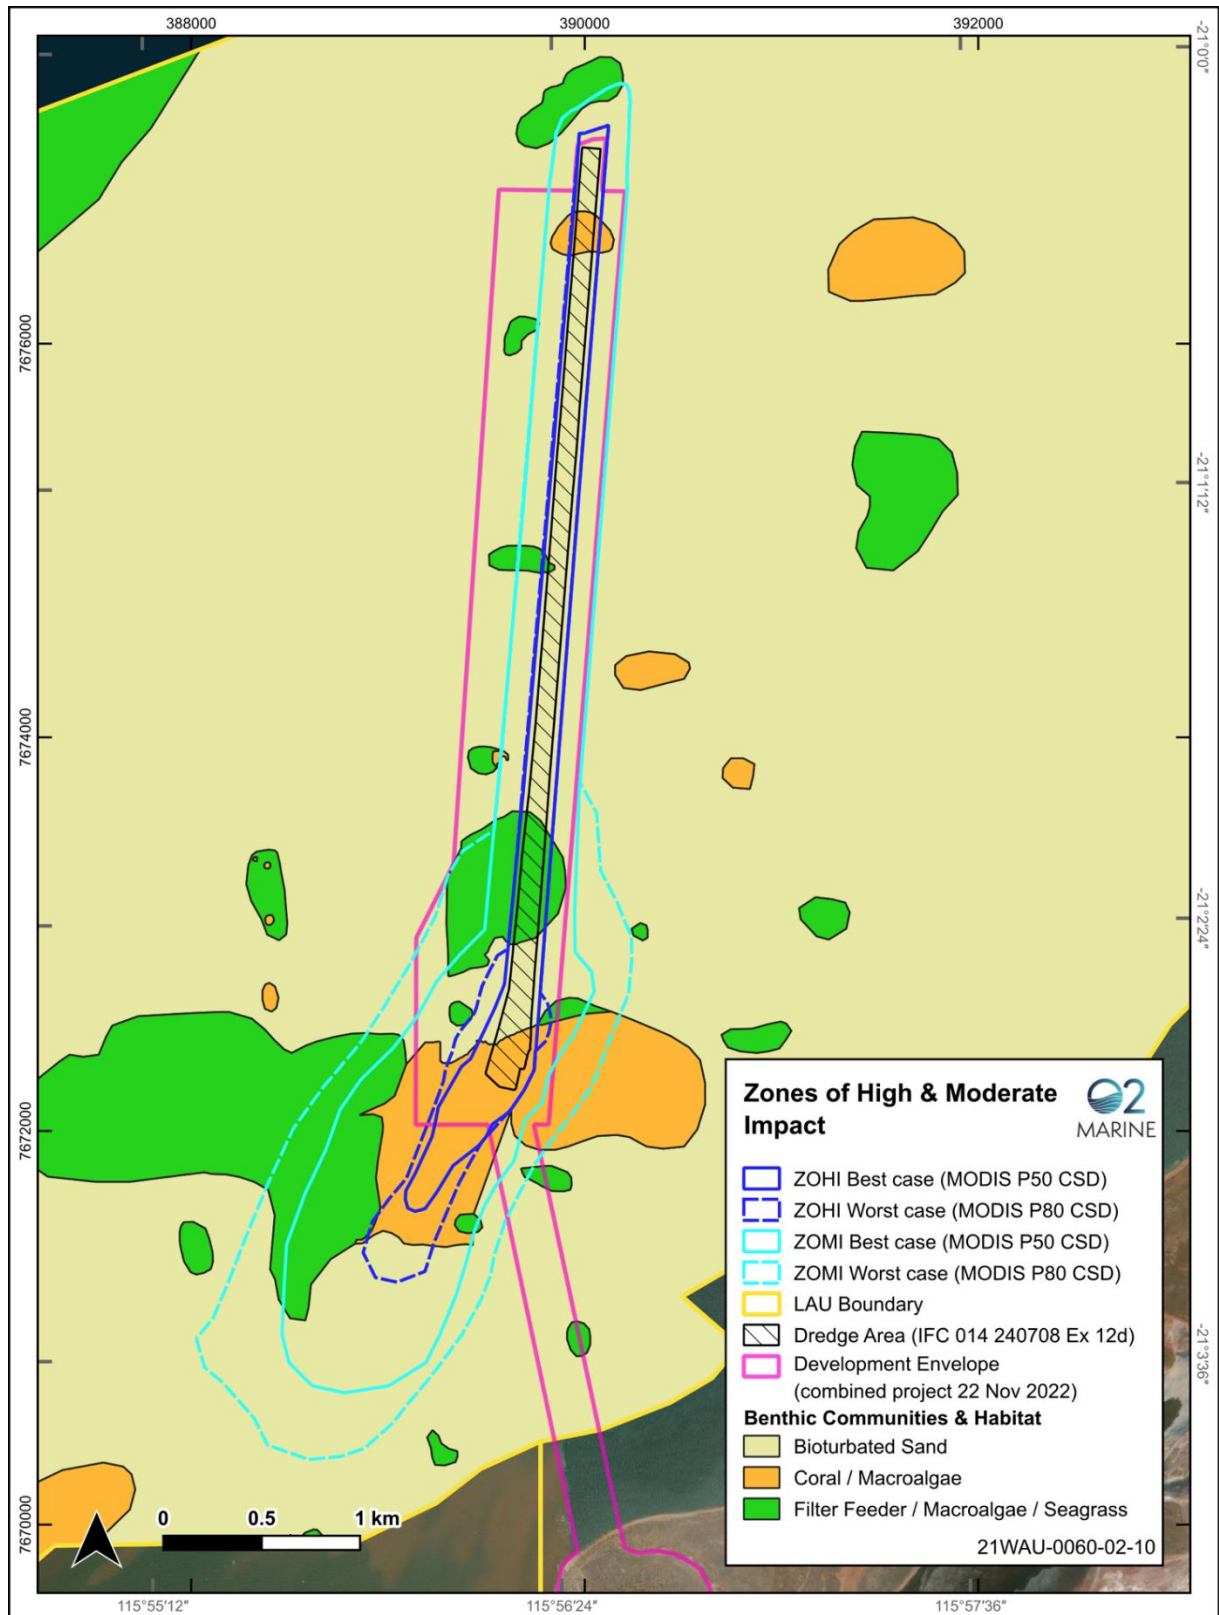 388000
390000
392000
-21°0'0"
7676000
-21°1'12"
7674000
-21°2'24"
7672000
-21°3'36"
7670000
Zones of High & Moderate
Impact
O2
MARINE
ZOHI Best case (MODIS P50 CSD)
ZOHI Worst case (MODIS P80 CSD)
ZOMI Best case (MODIS P50 CSD)
ZOMI Worst case (MODIS P80 CSD)
LAU Boundary
Dredge Area (IFC 014 240708 Ex 12d)
Development Envelope
(combined project 22 Nov 2022)
Benthic Communities & Habitat
Bioturbated Sand
Coral / Macroalgae
Filter Feeder / Macroalgae / Seagrass
21WAU-0060-02-10
0 0.5 1 km
115°55'12"
115°56'24"
115°57'36"